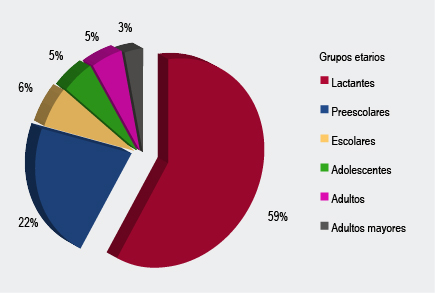 3%
5%
5%
6%
22%
59%
Grupos etarios
Lactantes
Preescolares
Escolares
Adolescentes
Adultos
Adultos mayores